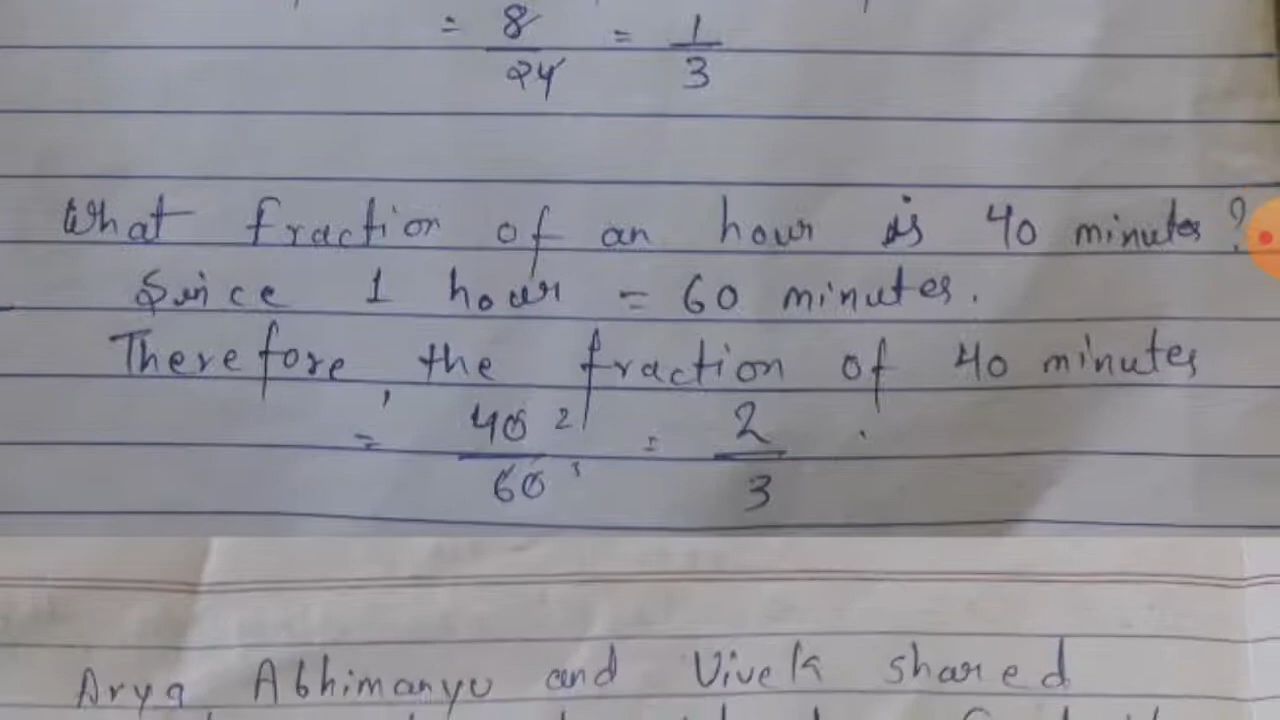 = 8/24 = 1/3
What fraction of an hour is 40 minutes?
Since 1 hour = 60 minutes.
Therefore, the fraction of 40 minutes
= 40 2/60 3 = 2/3.
Arya Abhimanyu and Vivek shared